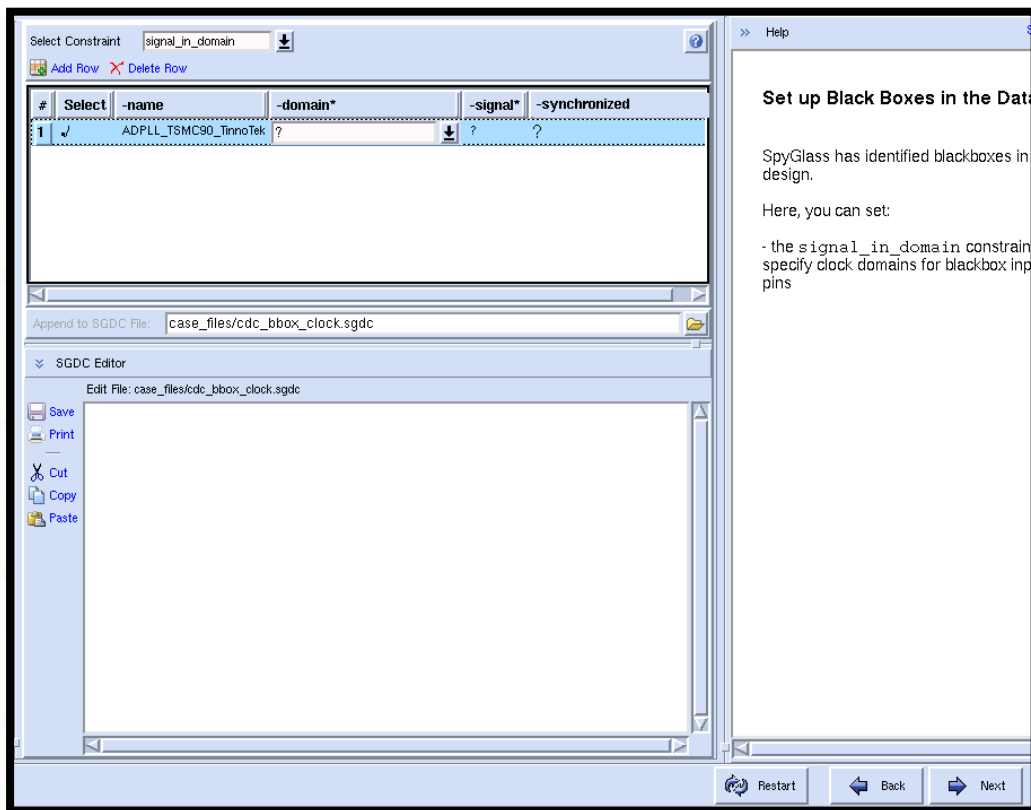 Select Constraint signal_in_domain
Add Row Delete Row
# Select -name -domain* -signal* -synchronized
1 ADPLL_TSMC90_TinnoTek ? ? ?
Append to SGDC File: case_files/cdc_bbox_clock.sgdc
SGDC Editor
Edit File: case_files/cdc_bbox_clock.sgdc
Save
Print
Cut
Copy
Paste
» Help
Set up Black Boxes in the Data
SpyGlass has identified blackboxes in
design.
Here, you can set:
- the signal_in_domain constrain
specify clock domains for blackbox inp
pins
Restart Back Next